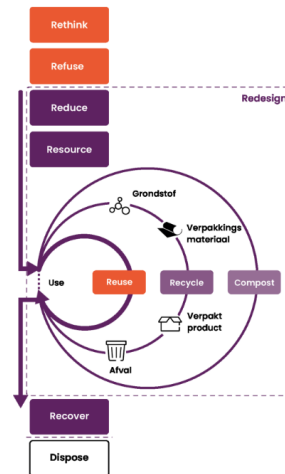 Rethink
Refuse
Reduce
Redesign
Resource
Grondstof
Verpakkings
materiaal
Use
Reuse
Recycle
Compost
Verpakt
product
Afval
Recover
Dispose